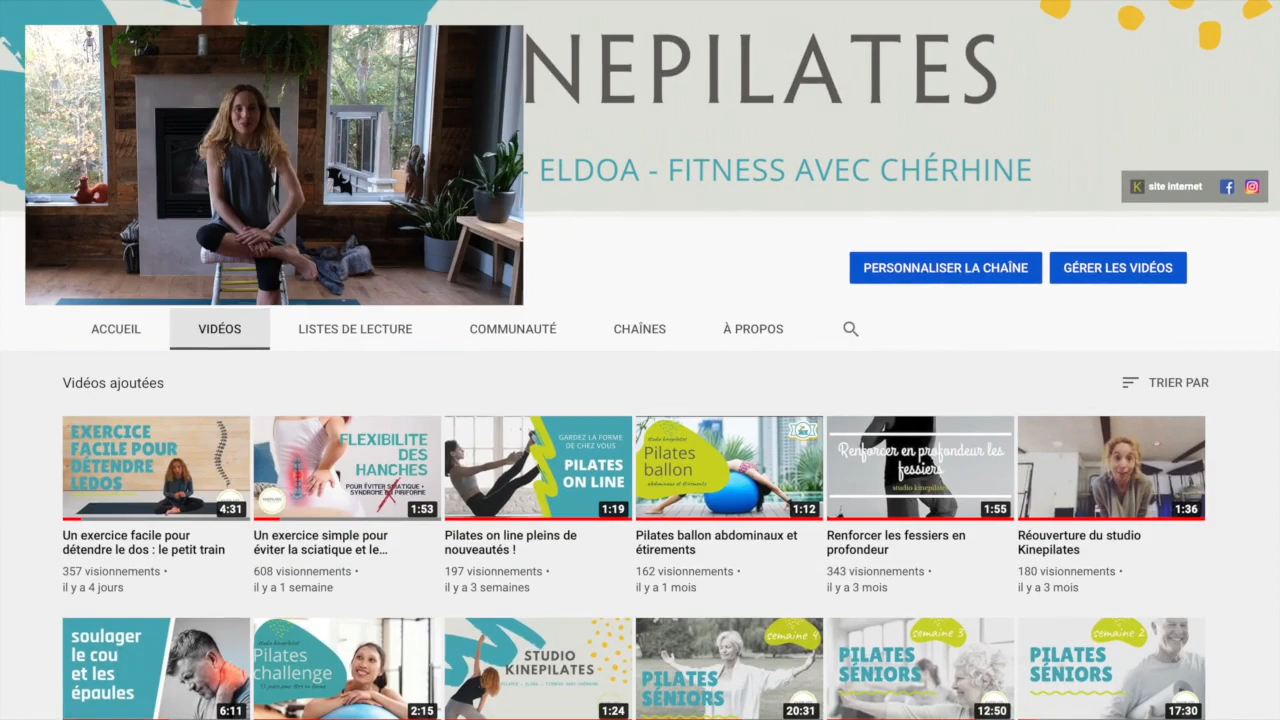 NEPILATES
- ELDOA - FITNESS AVEC CHÉRHINE
K site internet
PERSONNALISER LA CHAÎNE
GÉRER LES VIDÉOS
ACCUEIL
VIDÉOS
LISTES DE LECTURE
COMMUNAUTÉ
CHAÎNES
À PROPOS
Vidéos ajoutées
TRIER PAR
EXERCICE
FACILE POUR
DÉTENDRE
LEDOS
4:31
FLEXIBILITE
DES
HANCHES
POUR ÉVITER SCIATIQUE •
SYNDROME DU PIRIFORME
1:53
GARDEZ LA FORME
DE CHEZ VOUS
PILATES
ON LINE
1:19
studio kinepilates
Pilates
ballon
abdominaux et étirements
1:12
Renforcer en profondeur les
fessiers
studio kinepilates
1:55
1:36
Un exercice facile pour
détendre le dos : le petit train
357 visionnements •
il y a 4 jours
Un exercice simple pour
éviter la sciatique et le...
608 visionnements •
il y a 1 semaine
Pilates on line pleins de
nouveautés !
197 visionnements •
il y a 3 semaines
Pilates ballon abdominaux et
étirements
162 visionnements •
il y a 1 mois
Renforcer les fessiers en
profondeur
343 visionnements •
il y a 3 mois
Réouverture du studio
Kinepilates
180 visionnements •
il y a 3 mois
soulager
le cou
et les
épaules
6:11
Studio kinepilates
Pilates
challenge
2:15
STUDIO
KINEPILATES
PILATES - ELDOA - FITNESS AVEC CHÉRHINE
1:24
semaine 4
PILATES
SÉNIORS
20:31
semaine 3
PILATES
SÉNIORS
12:50
semaine 2
PILATES
SÉNIORS
17:30